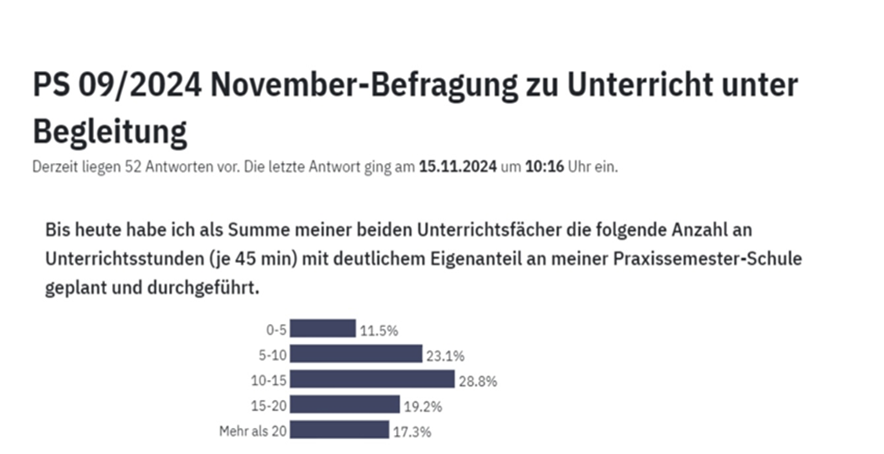 PS 09/2024 November-Befragung zu Unterricht unter
Begleitung
Derzeit liegen 52 Antworten vor. Die letzte Antwort ging am 15.11.2024 um 10:16 Uhr ein.
Bis heute habe ich als Summe meiner beiden Unterrichtsfächer die folgende Anzahl an
Unterrichtsstunden (je 45 min) mit deutlichem Eigenanteil an meiner Praxissemester-Schule
geplant und durchgeführt.
0-5 11.5%
5-10 23.1%
10-15 28.8%
15-20 19.2%
Mehr als 20 17.3%